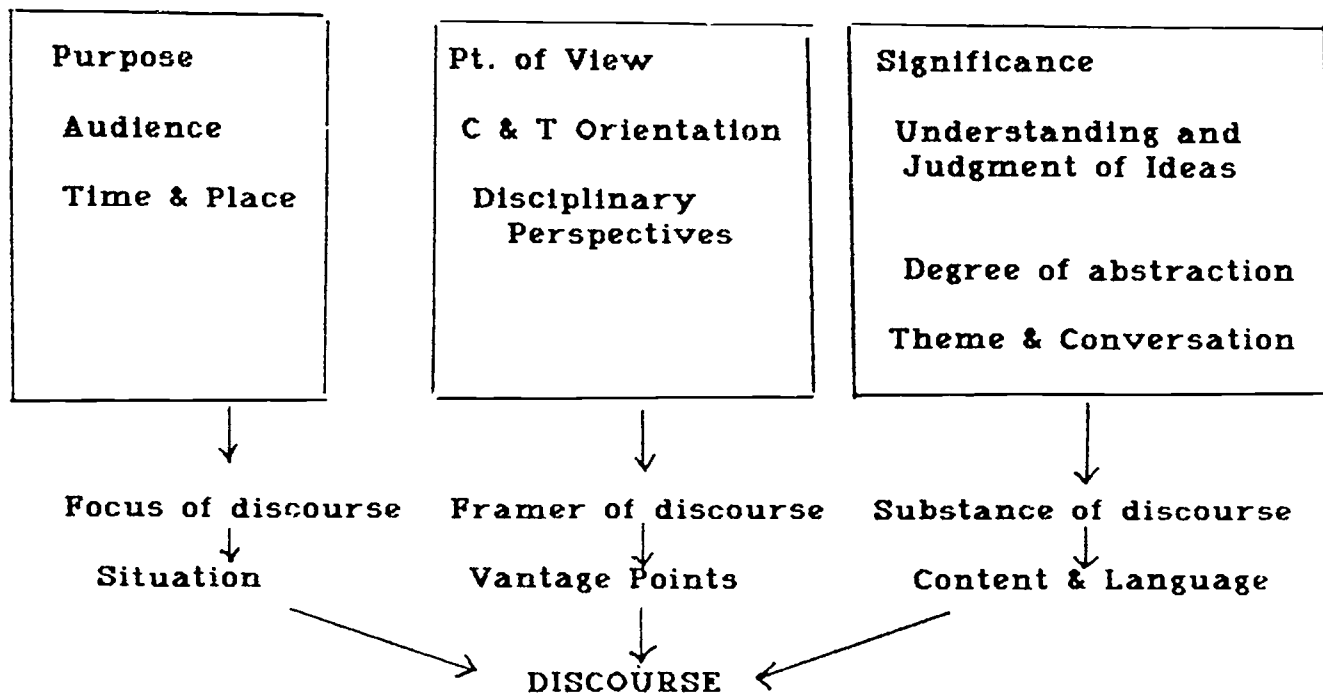 Purpose
Audience
Time & Place
Pt. of View
C & T Orientation
Disciplinary
Perspectives
Significance
Understanding and
Judgment of Ideas
Degree of abstraction
Theme & Conversation
Focus of discourse
Framer of discourse
Substance of discourse
Situation
Vantage Points
Content & Language
DISCOURSE